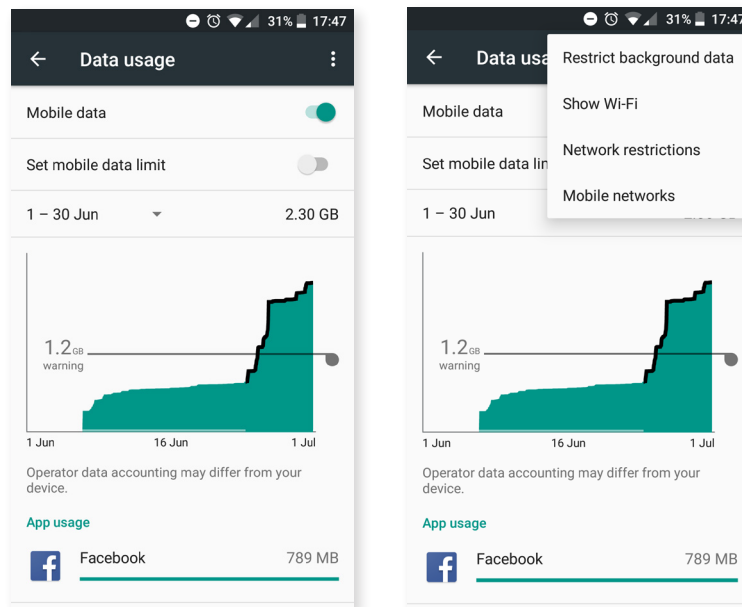 31% 17:47
Data usage
Mobile data
Set mobile data limit
1 – 30 Jun 2.30 GB
1.2 GB
warning
1 Jun 16 Jun 1 Jul
Operator data accounting may differ from your
device.
App usage
Facebook 789 MB
31% 17:47
Data usa
Restrict background data
Show Wi-Fi
Network restrictions
Mobile networks
Mobile data
Set mobile data lin
1 – 30 Jun
1.2 GB
warning
1 Jun 16 Jun 1 Jul
Operator data accounting may differ from your
device.
App usage
Facebook 789 MB